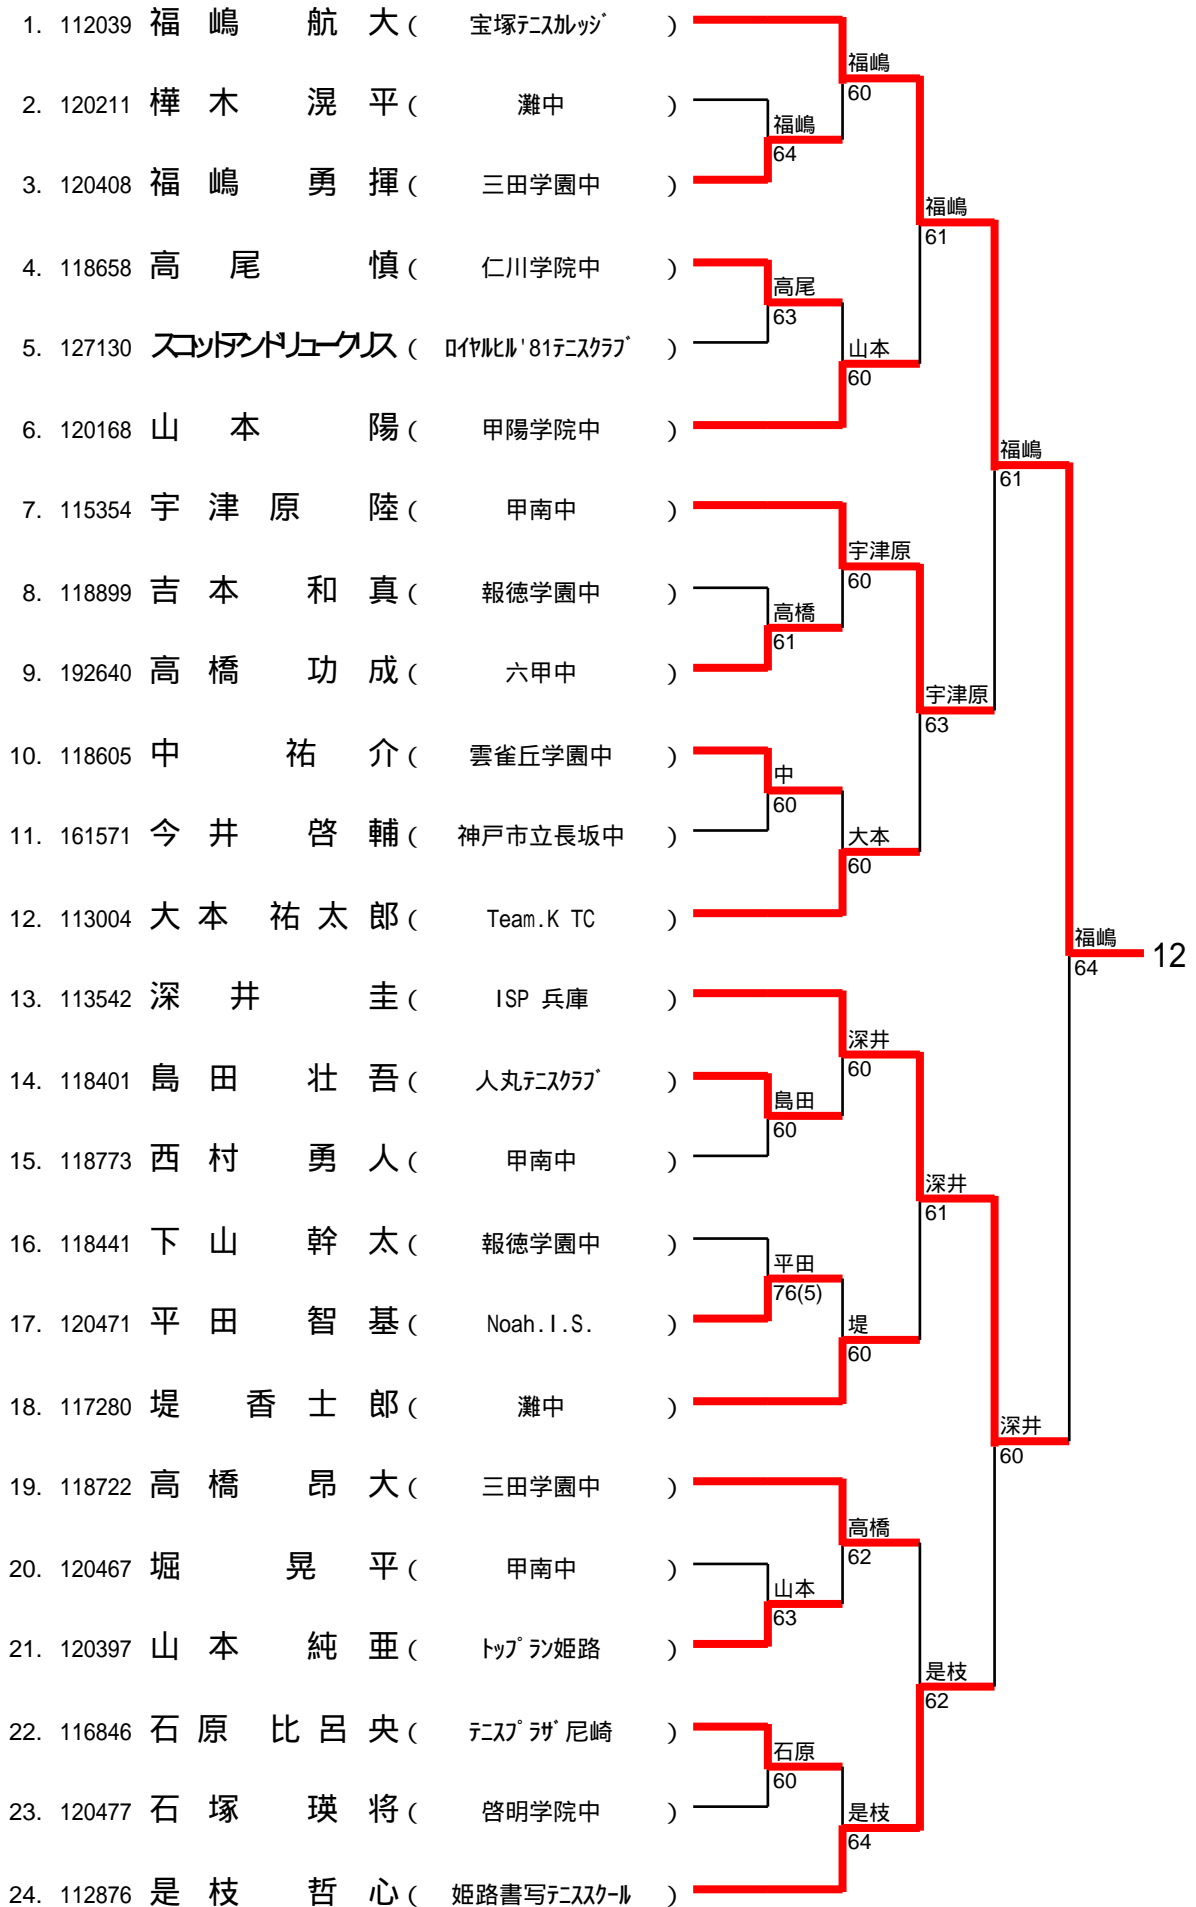 1. 112039 福嶋 航大 ( 宝塚ﾃﾆｽｶﾚｯｼﾞ )
福嶋
60
2. 120211 樺木 滉平 ( 灘中 )
福嶋
64
3. 120408 福嶋 勇揮 ( 三田学園中 )
福嶋
61
4. 118658 高尾 慎 ( 仁川学院中 )
高尾
63
5. 127130 スコットアンドリュークリス ( ﾛｲﾔﾙﾋﾙ'81ﾃﾆｽｸﾗﾌﾞ )
山本
60
6. 120168 山本 陽 ( 甲陽学院中 )
福嶋
61
7. 115354 宇津原 陸 ( 甲南中 )
宇津原
60
8. 118899 吉本 和真 ( 報徳学園中 )
高橋
61
9. 192640 高橋 功成 ( 六甲中 )
宇津原
63
10. 118605 中 祐介 ( 雲雀丘学園中 )
中
60
11. 161571 今井 啓輔 ( 神戸市立長坂中 )
大本
60
12. 113004 大本 祐太郎 ( Team.K TC )
福嶋
64
12
13. 113542 深井 圭 ( ISP 兵庫 )
深井
60
14. 118401 島田 壮吾 ( 人丸ﾃﾆｽｸﾗﾌﾞ )
島田
60
15. 118773 西村 勇人 ( 甲南中 )
深井
61
16. 118441 下山 幹太 ( 報徳学園中 )
平田
76(5)
17. 120471 平田 智基 ( Noah.I.S. )
堤
60
18. 117280 堤 香士郎 ( 灘中 )
深井
60
19. 118722 高橋 昂大 ( 三田学園中 )
高橋
62
20. 120467 堀 晃平 ( 甲南中 )
山本
63
21. 120397 山本 純亜 ( ﾄｯﾌﾟﾗﾝ姫路 )
是枝
62
22. 116846 石原 比呂央 ( ﾃﾆｽﾌﾟﾗｻﾞ尼崎 )
石原
60
23. 120477 石塚 瑛将 ( 啓明学院中 )
是枝
64
24. 112876 是枝 哲心 ( 姫路書写ﾃﾆｽｽｸｰﾙ )